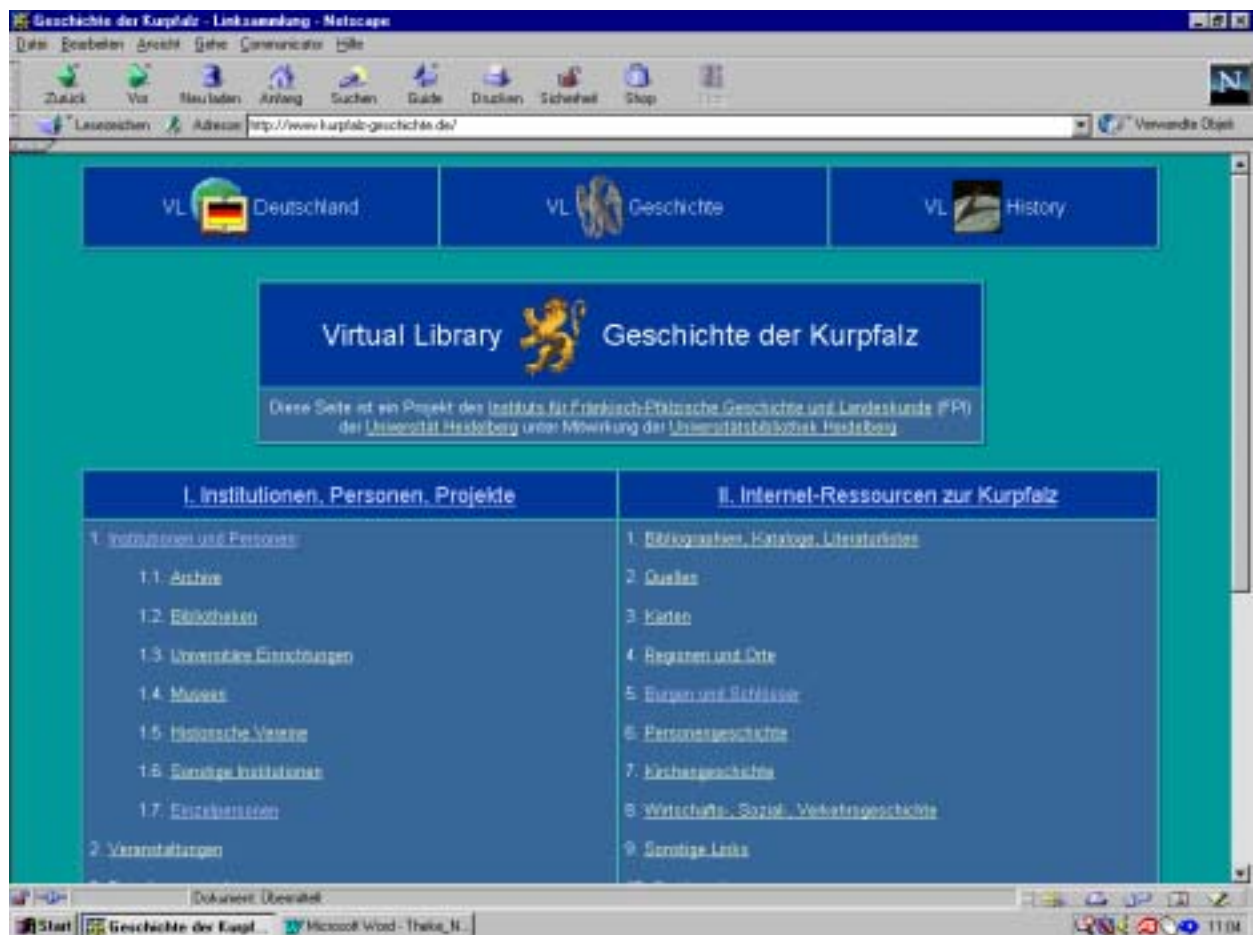 Geschichte der Kurpfalz - Linksammlung - Netscape
Datei Bearbeiten Ansicht Gehe Communicator Hilfe
Zurück Vor Neu laden Anfang Suchen Guide Drucken Sicherheit Shop
Lesezeichen Adresse http://www.kurpfalz-geschichte.de/ Verwandte Objekt
N
VL Deutschland VL Geschichte VL History
Virtual Library Geschichte der Kurpfalz
Diese Seite ist ein Projekt des Instituts für Fränkisch-Pfälzische Geschichte und Landeskunde (FPI)
der Universität Heidelberg unter Mitwirkung der Universitätsbibliothek Heidelberg
I. Institutionen, Personen, Projekte
1. Institutionen und Personen
1.1. Archive
1.2. Bibliotheken
1.3. Universitäre Einrichtungen
1.4. Museen
1.5. Historische Vereine
1.6. Sonstige Institutionen
1.7. Einzelpersonen
2. Veranstaltungen
II. Internet-Ressourcen zur Kurpfalz
1. Bibliographien, Kataloge, Literaturlisten
2. Quellen
3. Karten
4. Regionen und Orte
5. Burgen und Schlösser
6. Personengeschichte
7. Kirchengeschichte
8. Wirtschafts-, Sozial-, Verkehrsgeschichte
9. Sonstige Links
Dokument: Übermittelt
Start Geschichte der Kurpf... Microsoft Word - Theke_N... 11:04